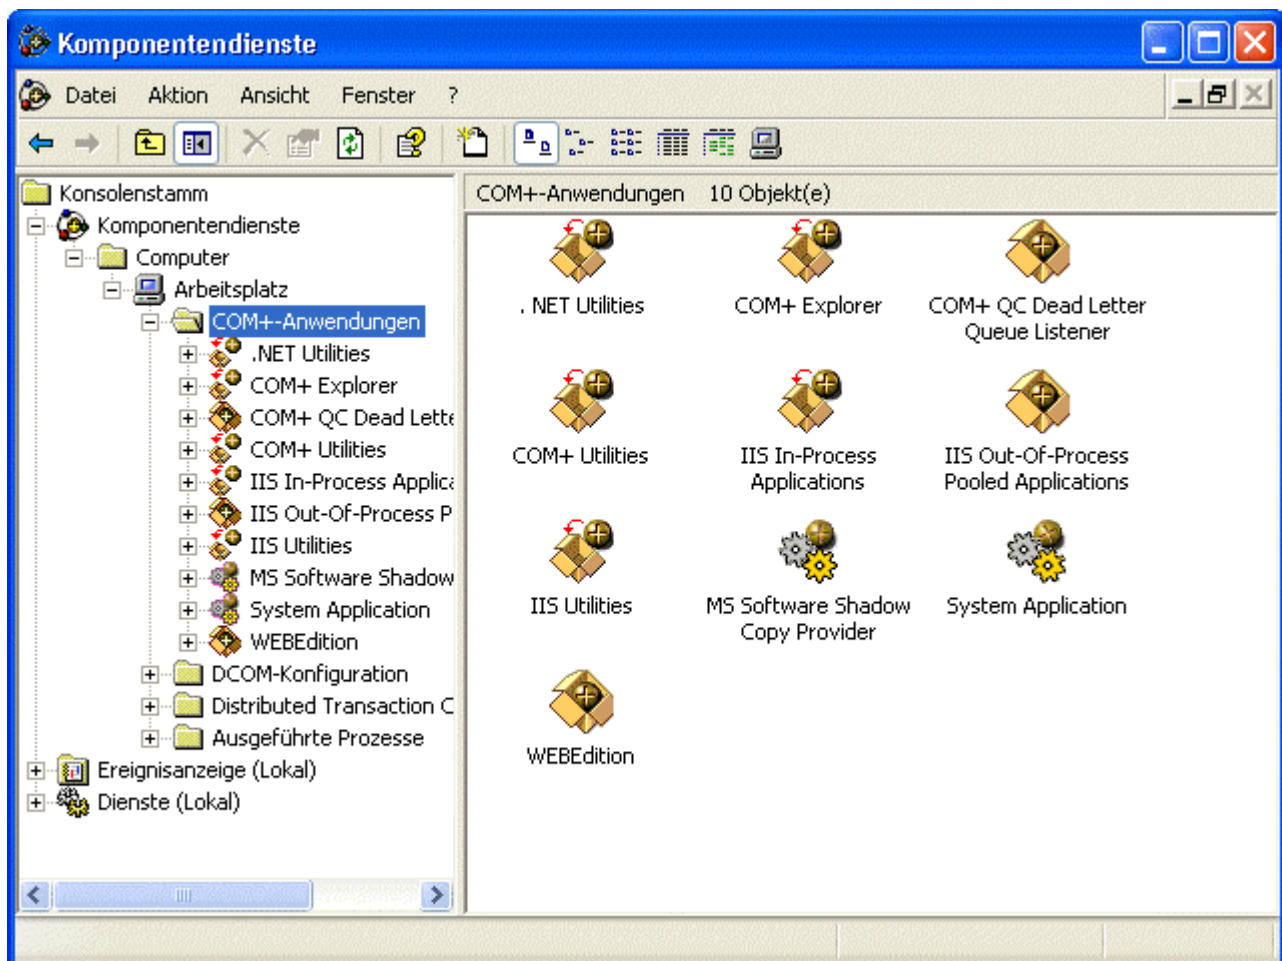 Komponentendienste
Datei Aktion Ansicht Fenster ?
Konsolenstamm
Komponentendienste
Computer
Arbeitsplatz
COM+-Anwendungen
.NET Utilities
COM+ Explorer
COM+ QC Dead Lette
COM+ Utilities
IIS In-Process Applica
IIS Out-Of-Process P
IIS Utilities
MS Software Shadow
System Application
WEBEdition
DCOM-Konfiguration
Distributed Transaction C
Ausgeführte Prozesse
Ereignisanzeige (Lokal)
Dienste (Lokal)
COM+-Anwendungen 10 Objekt(e)
. NET Utilities
COM+ Explorer
COM+ QC Dead Letter
Queue Listener
COM+ Utilities
IIS In-Process
Applications
IIS Out-Of-Process
Pooled Applications
IIS Utilities
MS Software Shadow
Copy Provider
System Application
WEBEdition